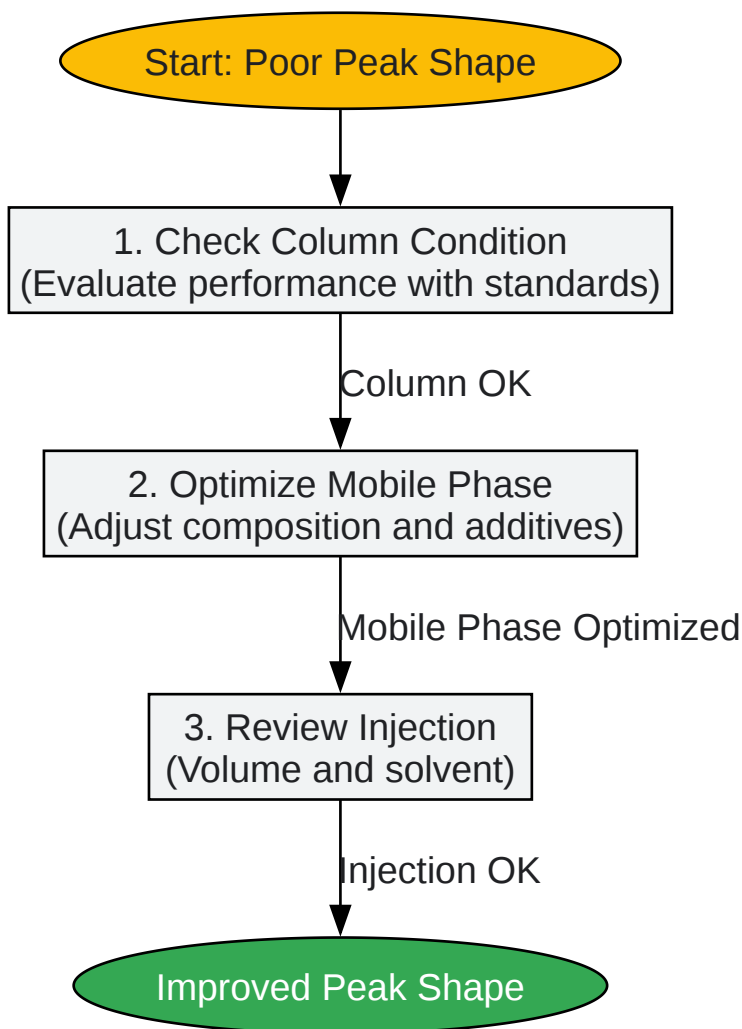 Start: Poor Peak Shape
1. Check Column Condition
(Evaluate performance with standards)
Column OK
2. Optimize Mobile Phase
(Adjust composition and additives)
Mobile Phase Optimized
3. Review Injection
(Volume and solvent)
Injection OK
Improved Peak Shape